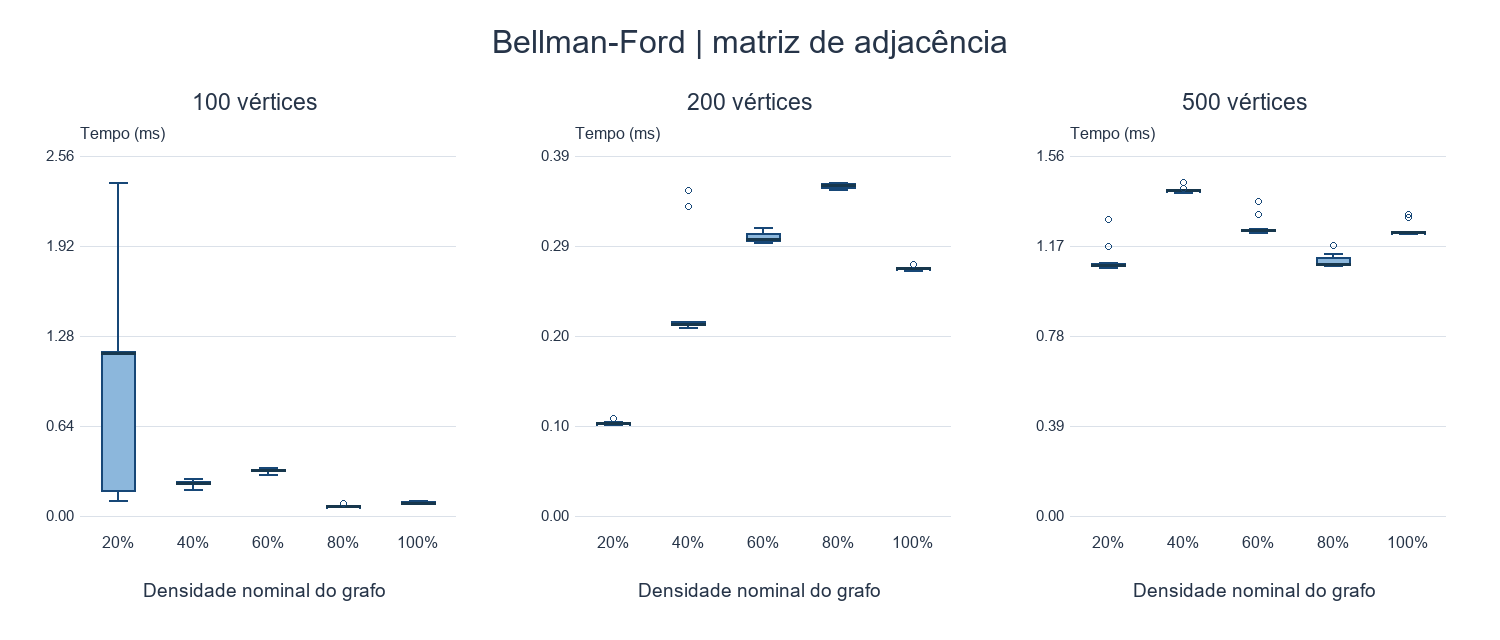 Bellman-Ford | matriz de adjacência
100 vértices
Tempo (ms)
2.56
1.92
1.28
0.64
0.00
20% 40% 60% 80% 100%
Densidade nominal do grafo
200 vértices
Tempo (ms)
0.39
0.29
0.20
0.10
0.00
20% 40% 60% 80% 100%
Densidade nominal do grafo
500 vértices
Tempo (ms)
1.56
1.17
0.78
0.39
0.00
20% 40% 60% 80% 100%
Densidade nominal do grafo